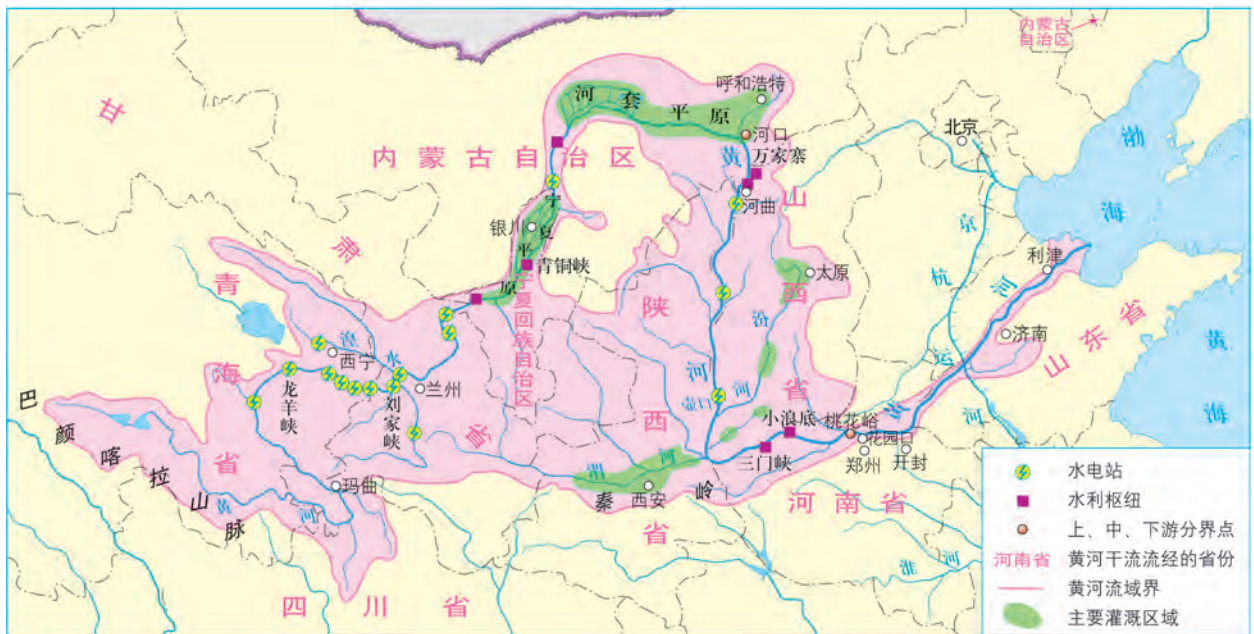 内蒙古
自治区
甘
肃
省
内蒙古自治区
呼和浩特
河套平原
河口
黄
河
万家寨
河曲
山
西
省
北京
渤
海
京
杭
运
河
银川
宁
夏
平
原
青铜峡
宁夏回族自治区
太原
汾
河
陕
西
省
利津
济南
山东省
黄
海
青
海
省
湟
水
西宁
龙羊峡
刘家峡
兰州
壶口
小浪底
桃花峪
花园口
三门峡
郑州
开封
黄
河
巴
颜
喀
拉
山
脉
黄
河
玛曲
渭
河
西安
秦
岭
河南省
淮
河
四川省
水电站
水利枢纽
上、中、下游分界点
河南省 黄河干流流经的省份
黄河流域界
主要灌溉区域